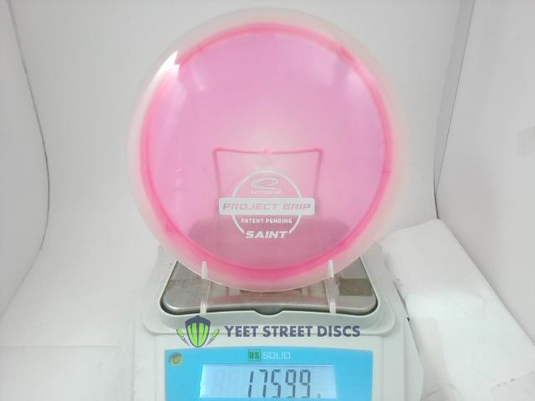 PROJECT GRIP
PATENT PENDING
SAINT
YEET STREET DISCS
US SOLID
175.99